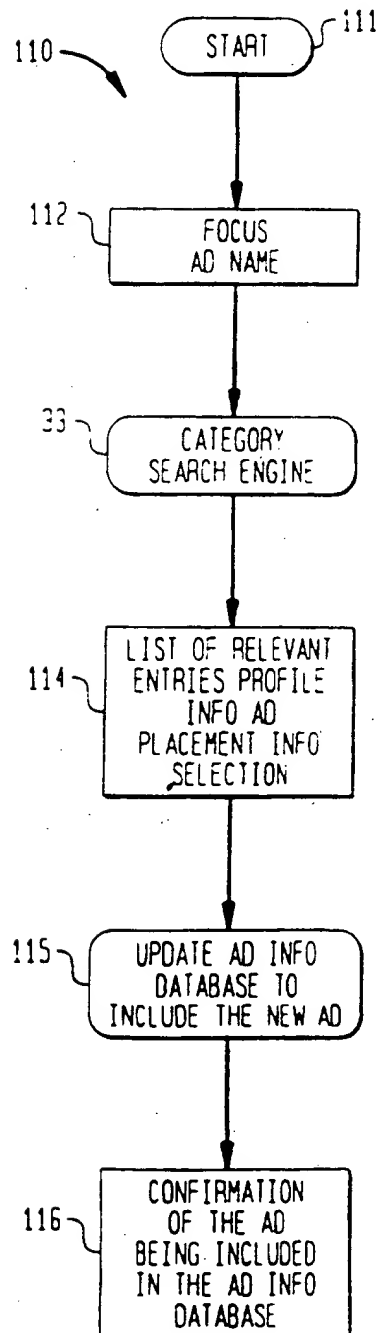 START
111
110
112
FOCUS
AD NAME
33
CATEGORY
SEARCH ENGINE
114
LIST OF RELEVANT
ENTRIES PROFILE
INFO AD
PLACEMENT INFO
SELECTION
115
UPDATE AD INFO
DATABASE TO
INCLUDE THE NEW AD
116
CONFIRMATION
OF THE AD
BEING INCLUDED
IN THE AD INFO
DATABASE